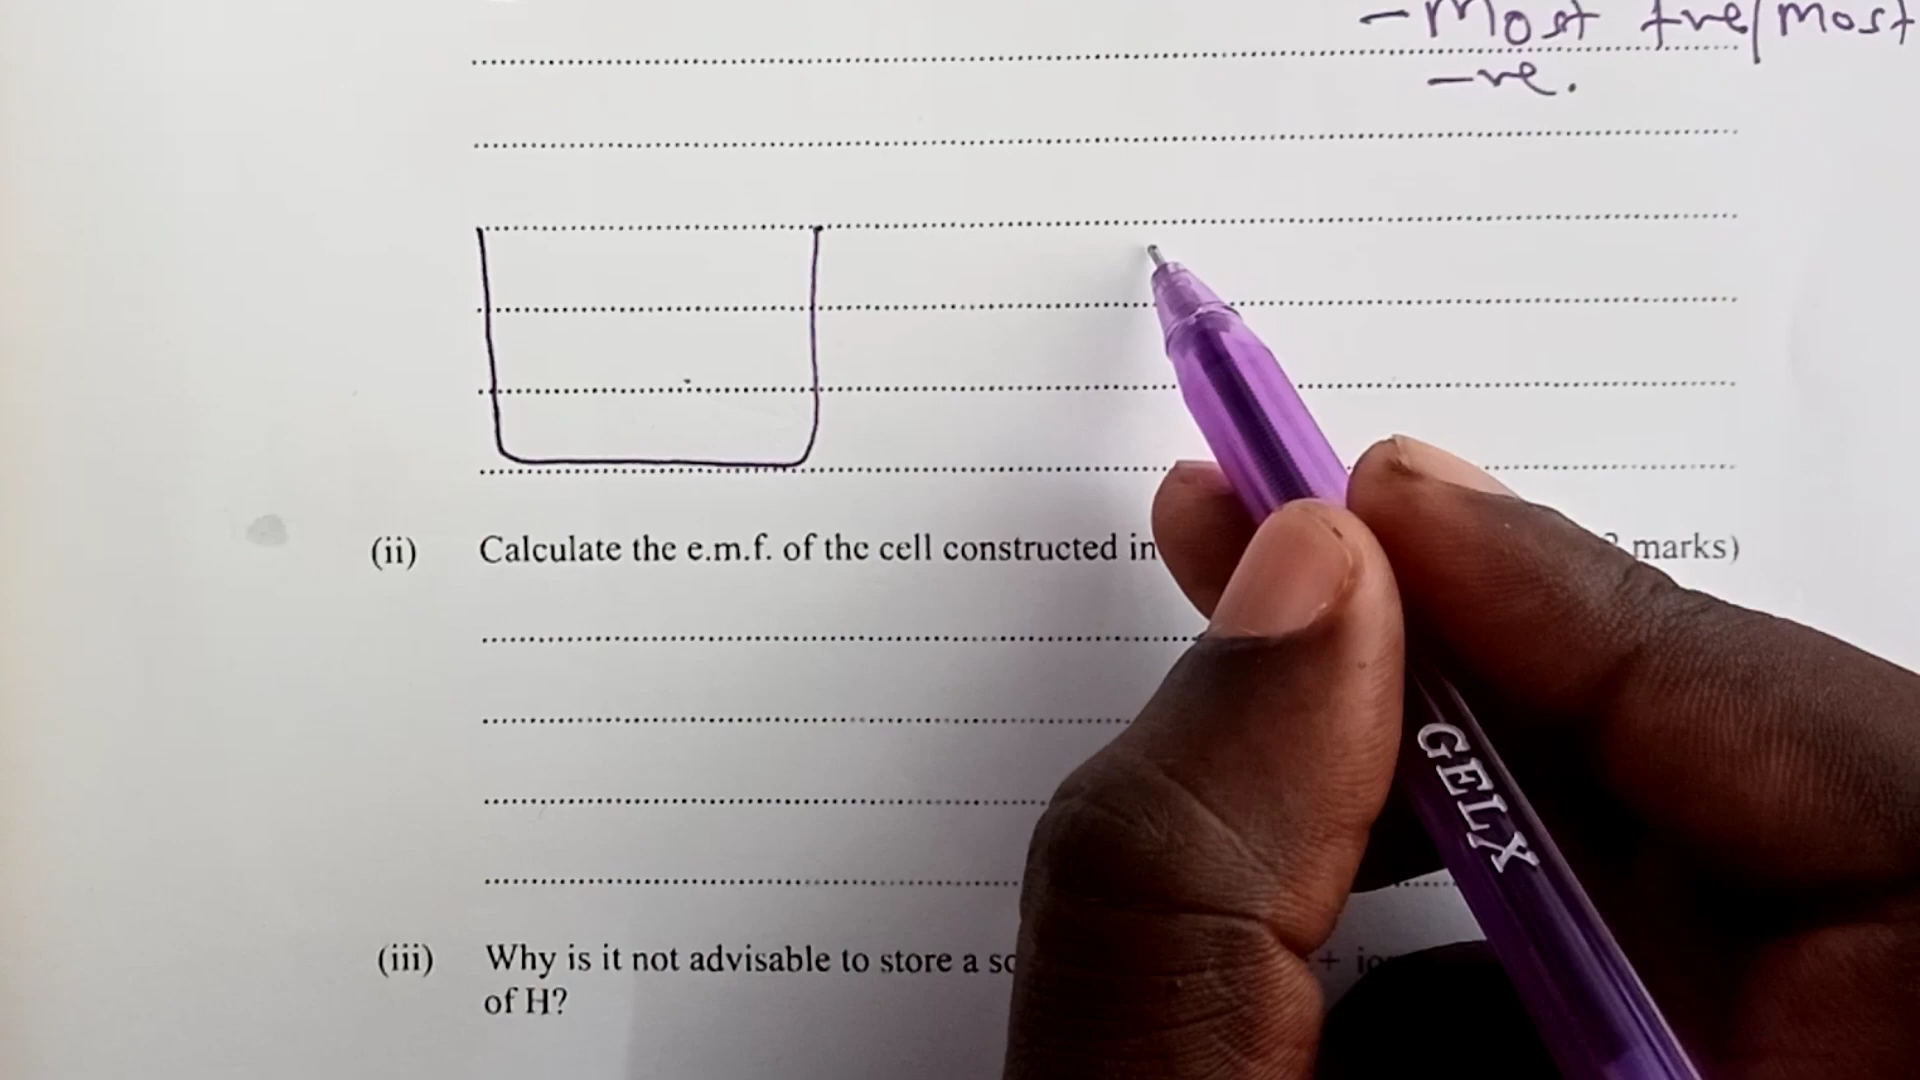 - Most +ve/most
-ve.
(ii) Calculate the e.m.f. of the cell constructed in marks)
(iii) Why is it not advisable to store a
of H?
GELX